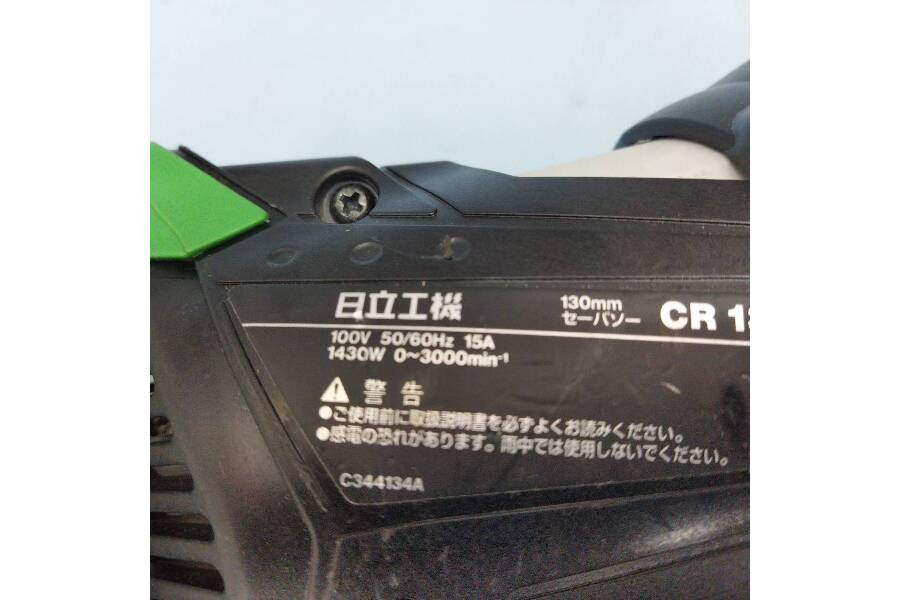 日立工機
130mm
セーバソー
CR 13
100V 50/60Hz 15A
1430W 0~3000min-1
警告
●ご使用前に取扱説明書を必ずよくお読みください。
●感電の恐れがあります。雨中では使用しないでください。
C344134A